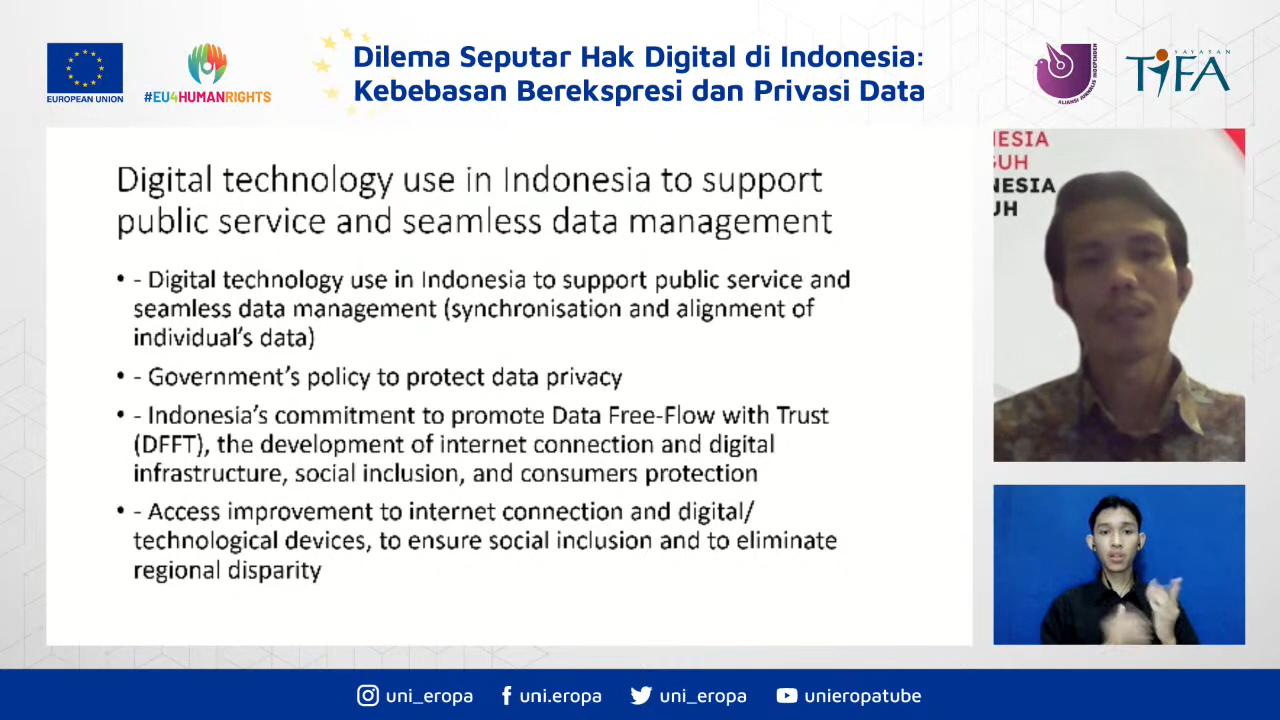 EUROPEAN UNION
#EU4HUMANRIGHTS
Dilema Seputar Hak Digital di Indonesia:
Kebebasan Berekspresi dan Privasi Data
ALIANSI JURNALIS INDEPENDEN
YAYASAN
TIFA
Digital technology use in Indonesia to support
public service and seamless data management
• - Digital technology use in Indonesia to support public service and
seamless data management (synchronisation and alignment of
individual's data)
• - Government's policy to protect data privacy
• - Indonesia's commitment to promote Data Free-Flow with Trust
(DFFT), the development of internet connection and digital
infrastructure, social inclusion, and consumers protection
• - Access improvement to internet connection and digital/
technological devices, to ensure social inclusion and to eliminate
regional disparity
NESIA
GUH
NESIA
UH
uni_eropa
uni.eropa
uni_eropa
unieropatube